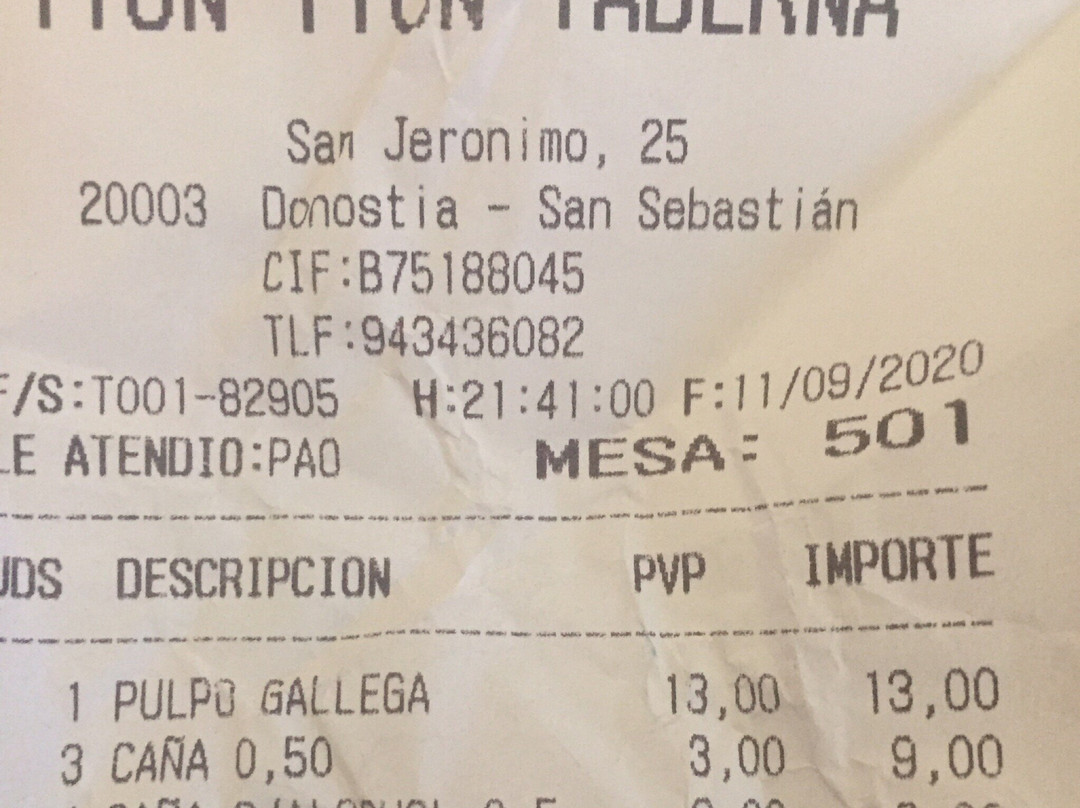 TABERNA
San Jeronimo, 25
20003 Donostia - San Sebastián
CIF:B75188045
TLF:943436082
F/S:T001-82905 H:21:41:00 F:11/09/2020
LE ATENDIO:PAO MESA: 501
UDS DESCRIPCION PVP IMPORTE
1 PULPO GALLEGA 13,00 13,00
3 CAÑA 0,50 3,00 9,00